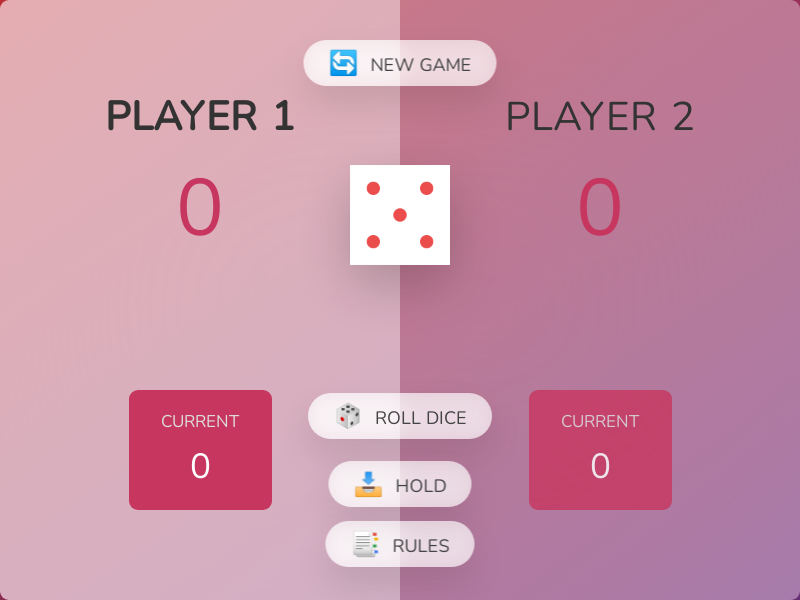 NEW GAME
PLAYER 1
PLAYER 2
0
0
CURRENT
0
CURRENT
0
ROLL DICE
HOLD
RULES